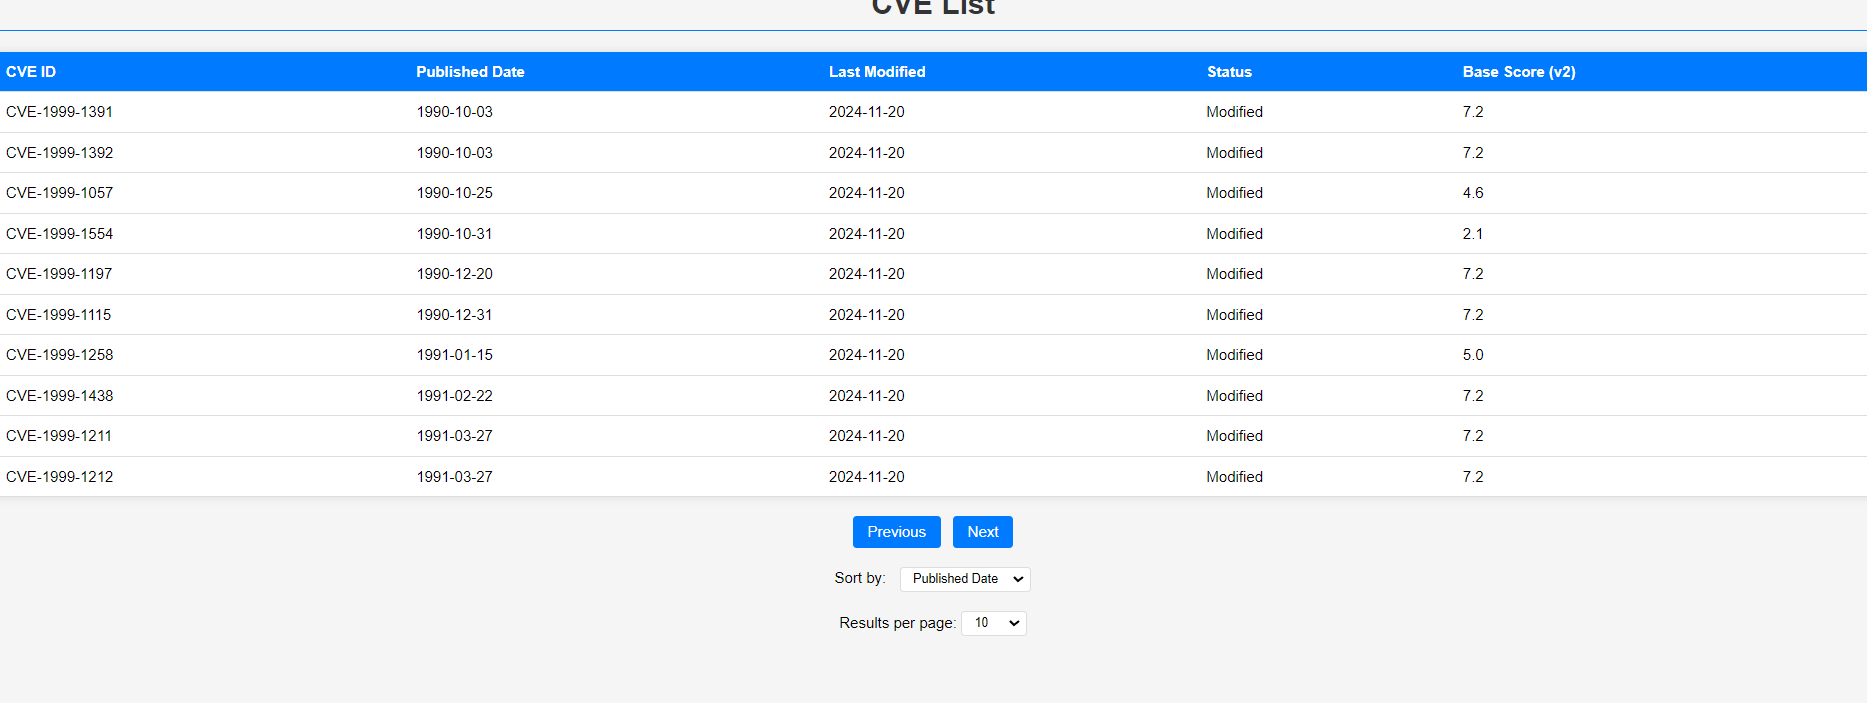 CVE List
CVE ID Published Date Last Modified Status Base Score (v2)
CVE-1999-1391 1990-10-03 2024-11-20 Modified 7.2
CVE-1999-1392 1990-10-03 2024-11-20 Modified 7.2
CVE-1999-1057 1990-10-25 2024-11-20 Modified 4.6
CVE-1999-1554 1990-10-31 2024-11-20 Modified 2.1
CVE-1999-1197 1990-12-20 2024-11-20 Modified 7.2
CVE-1999-1115 1990-12-31 2024-11-20 Modified 7.2
CVE-1999-1258 1991-01-15 2024-11-20 Modified 5.0
CVE-1999-1438 1991-02-22 2024-11-20 Modified 7.2
CVE-1999-1211 1991-03-27 2024-11-20 Modified 7.2
CVE-1999-1212 1991-03-27 2024-11-20 Modified 7.2
Previous Next
Sort by: Published Date
Results per page: 10